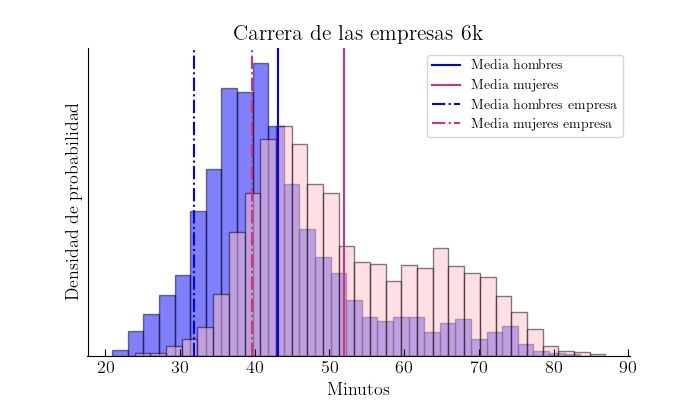 Carrera de las empresas 6k
Media hombres
Media mujeres
Media hombres empresa
Media mujeres empresa
Densidad de probabilidad
20 30 40 50 60 70 80 90
Minutos